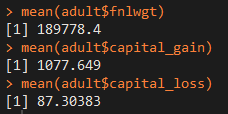 > mean(adult$fnlwgt)
[1] 189778.4
> mean(adult$capital_gain)
[1] 1077.649
> mean(adult$capital_loss)
[1] 87.30383